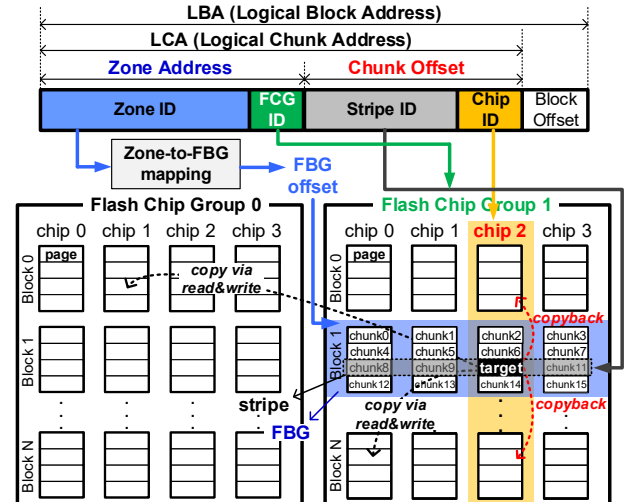 LBA (Logical Block Address)
LCA (Logical Chunk Address)
Zone Address
Chunk Offset
Zone ID
FCG ID
Stripe ID
Chip ID
Block Offset
Zone-to-FBG mapping
FBG offset
Flash Chip Group 0
Flash Chip Group 1
chip 0 chip 1 chip 2 chip 3
chip 0 chip 1 chip 2 chip 3
Block 0
page
copy via read&write
Block 0
page
copyback
Block 1
Block 1
chunk0 chunk1 chunk2 chunk3
chunk4 chunk5 chunk6 chunk7
chunk8 chunk9 target chunk11
chunk12 chunk13 chunk14 chunk15
stripe
FBG
copy via read&write
copyback
Block N
Block N